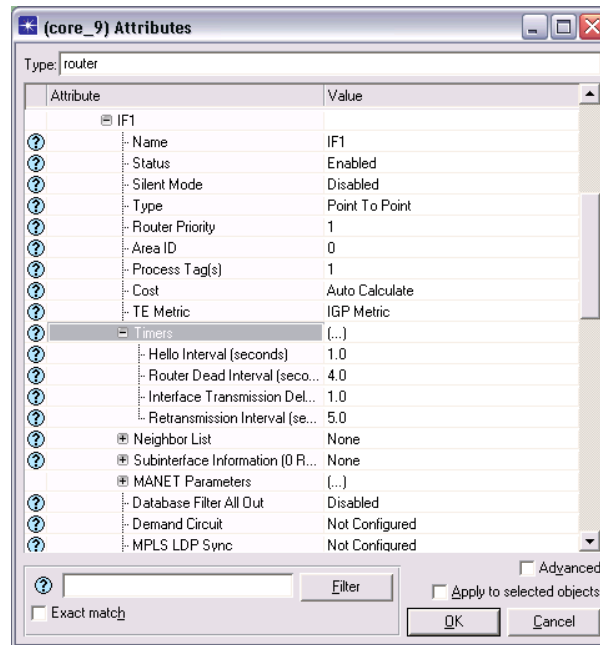 (core_9) Attributes
Type: router
Attribute Value
IF1
Name IF1
Status Enabled
Silent Mode Disabled
Type Point To Point
Router Priority 1
Area ID 0
Process Tag(s) 1
Cost Auto Calculate
TE Metric IGP Metric
Timers (...)
Hello Interval (seconds) 1.0
Router Dead Interval (seco... 4.0
Interface Transmission Del... 1.0
Retransmission Interval (se... 5.0
Neighbor List None
Subinterface Information (0 R... None
MANET Parameters (...)
Database Filter All Out Disabled
Demand Circuit Not Configured
MPLS LDP Sync Not Configured
Advanced
Filter
Apply to selected objects
Exact match
OK Cancel